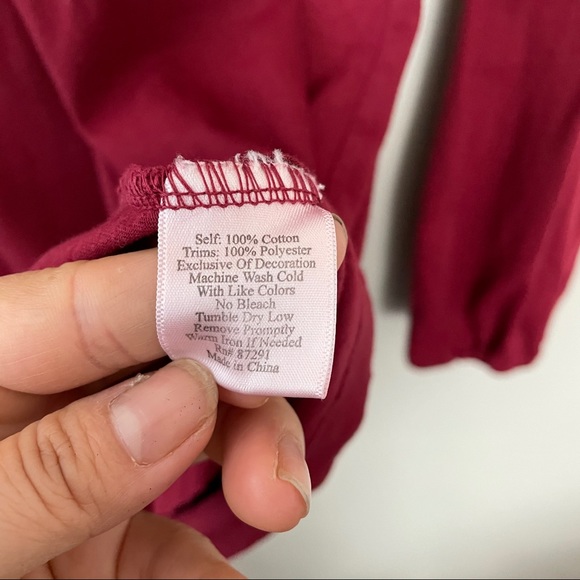 Self: 100% Cotton
Trims: 100% Polyester
Exclusive Of Decoration
Machine Wash Cold
With Like Colors
No Bleach
Tumble Dry Low
Remove Promptly
Warm Iron If Needed
Rn# 87291
Made in China